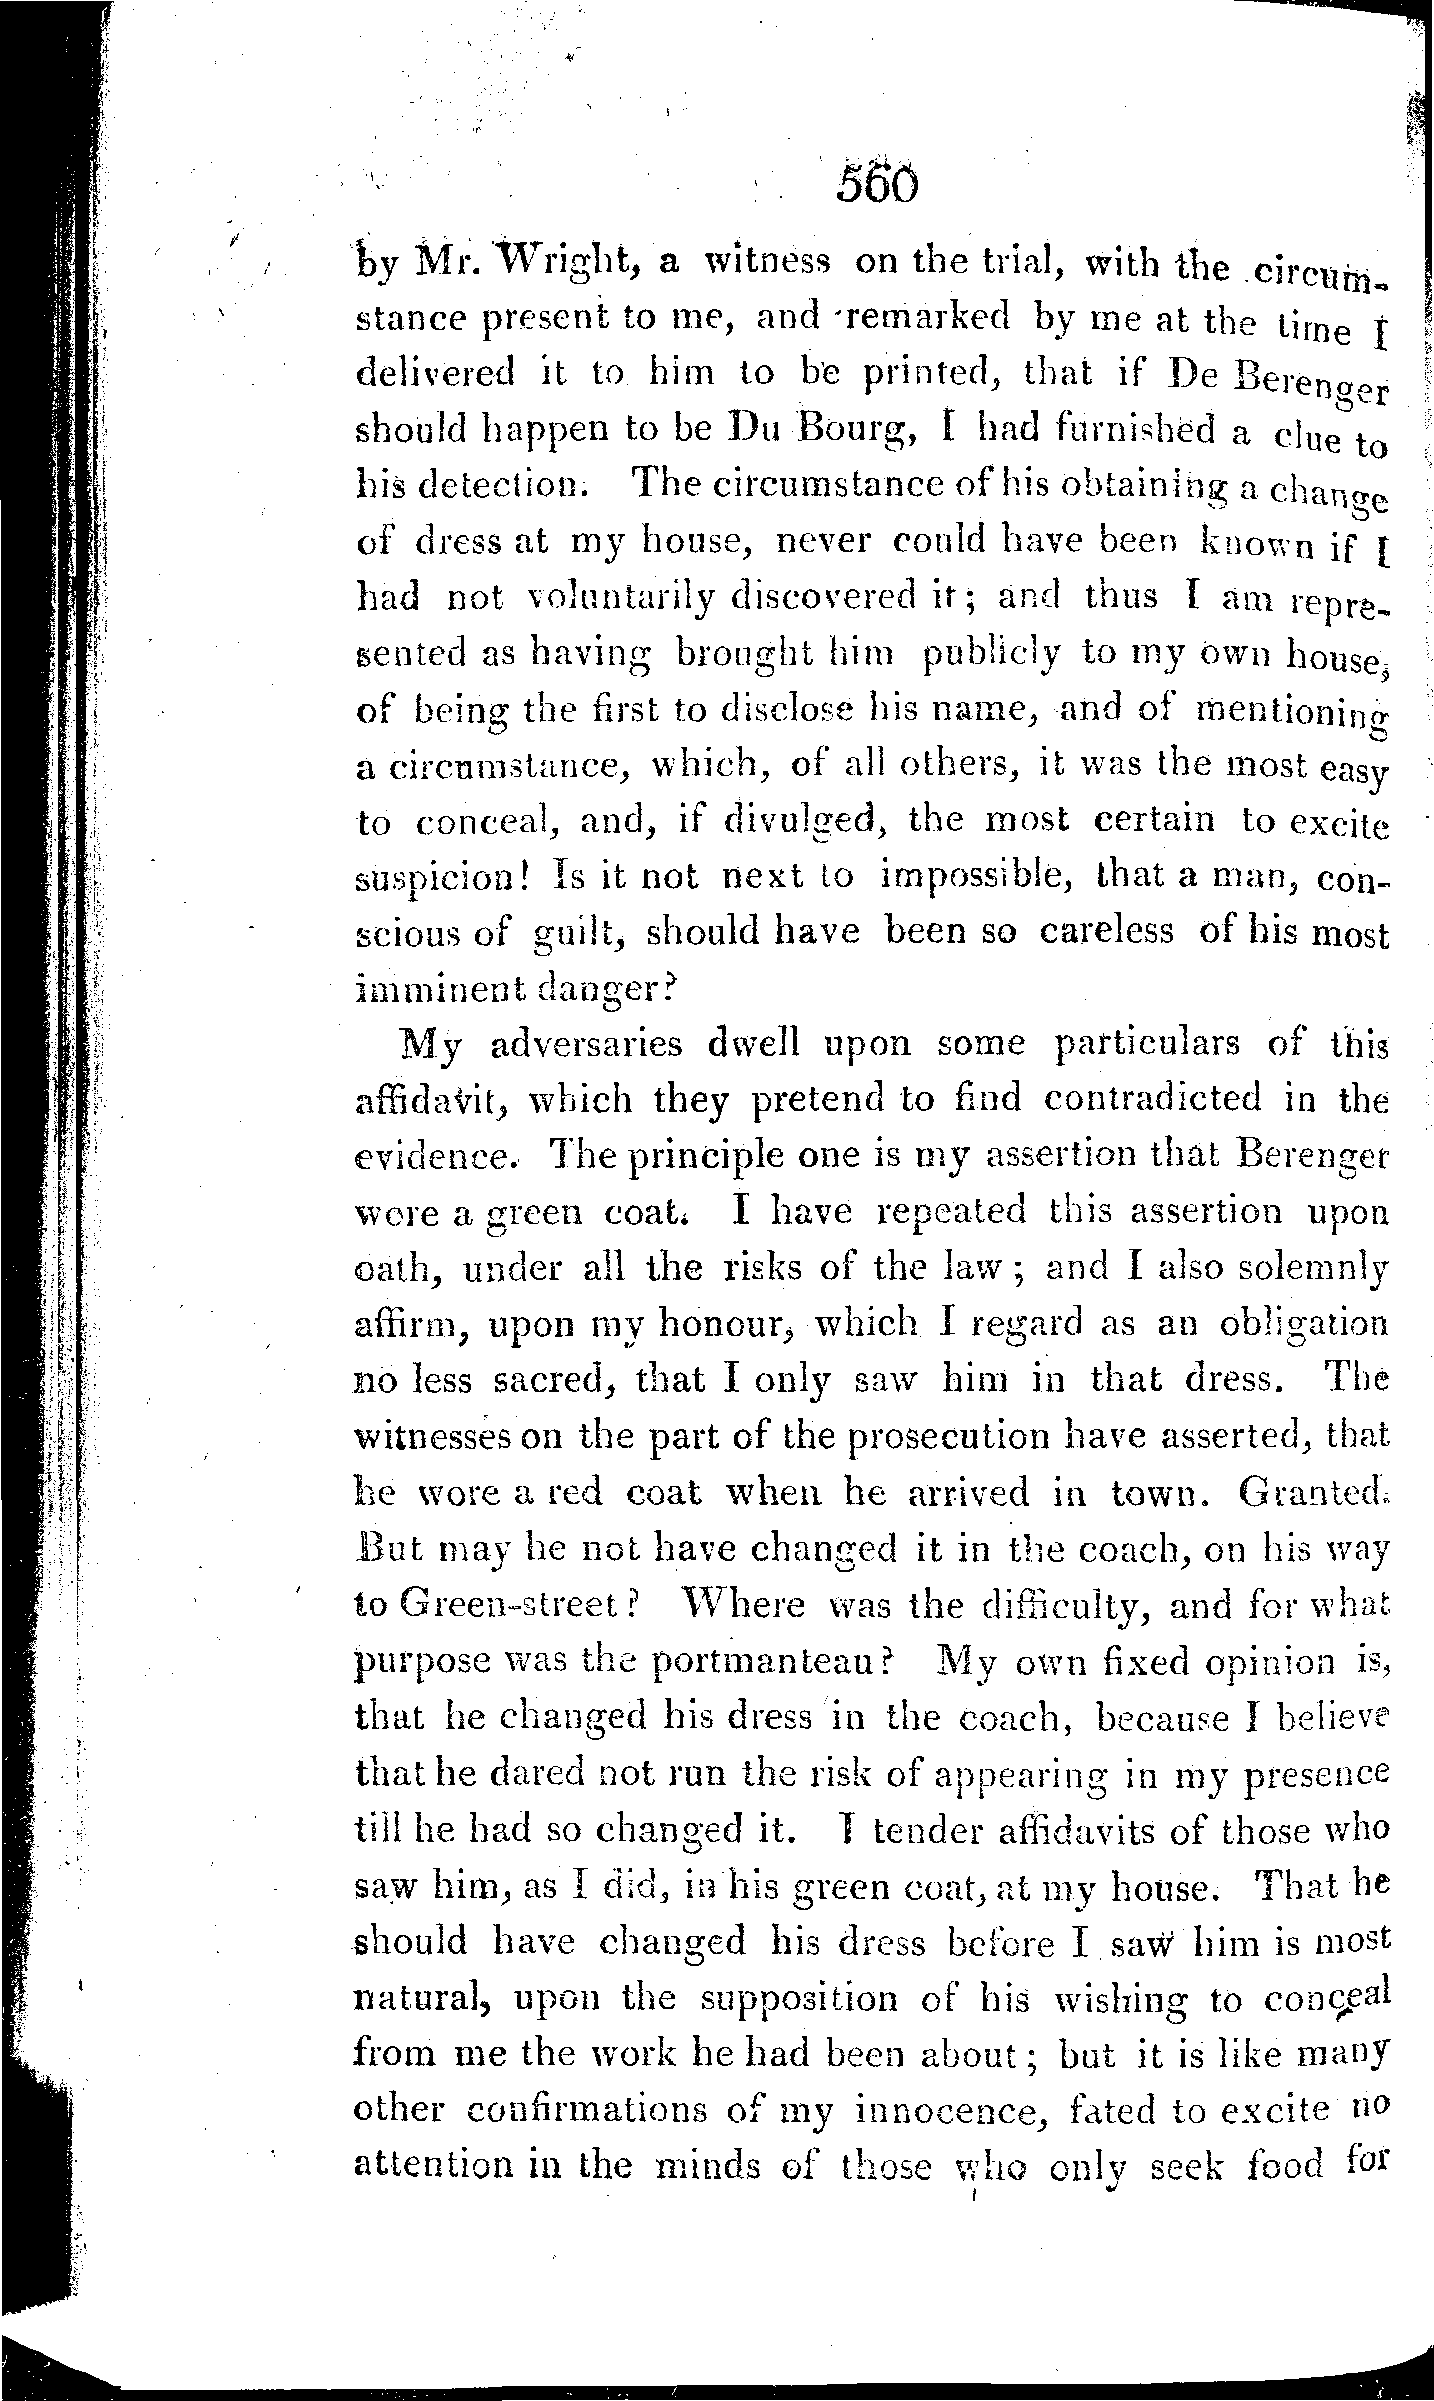 560
by Mr. Wright, a witness on the trial, with the circum-
stance present to me, and remarked by me at the time I
delivered it to him to be printed, that if De Berenger
should happen to be Du Bourg, I had furnished a clue to
his detection. The circumstance of his obtaining a change
of dress at my house, never could have been known if I
had not voluntarily discovered it; and thus I am repre-
sented as having brought him publicly to my own house,
of being the first to disclose his name, and of mentioning
a circumstance, which, of all others, it was the most easy
to conceal, and, if divulged, the most certain to excite
suspicion! Is it not next to impossible, that a man, con-
scious of guilt, should have been so careless of his most
imminent danger?
My adversaries dwell upon some particulars of this
affidavit, which they pretend to find contradicted in the
evidence. The principle one is my assertion that Berenger
wore a green coat. I have repeated this assertion upon
oath, under all the risks of the law; and I also solemnly
affirm, upon my honour, which I regard as an obligation
no less sacred, that I only saw him in that dress. The
witnesses on the part of the prosecution have asserted, that
he wore a red coat when he arrived in town. Granted.
But may he not have changed it in the coach, on his way
to Green-street? Where was the difficulty, and for what
purpose was the portmanteau? My own fixed opinion is,
that he changed his dress in the coach, because I believe
that he dared not run the risk of appearing in my presence
till he had so changed it. I tender affidavits of those who
saw him, as I did, in his green coat, at my house. That he
should have changed his dress before I saw him is most
natural, upon the supposition of his wishing to conceal
from me the work he had been about; but it is like many
other confirmations of my innocence, fated to excite no
attention in the minds of those who only seek food for